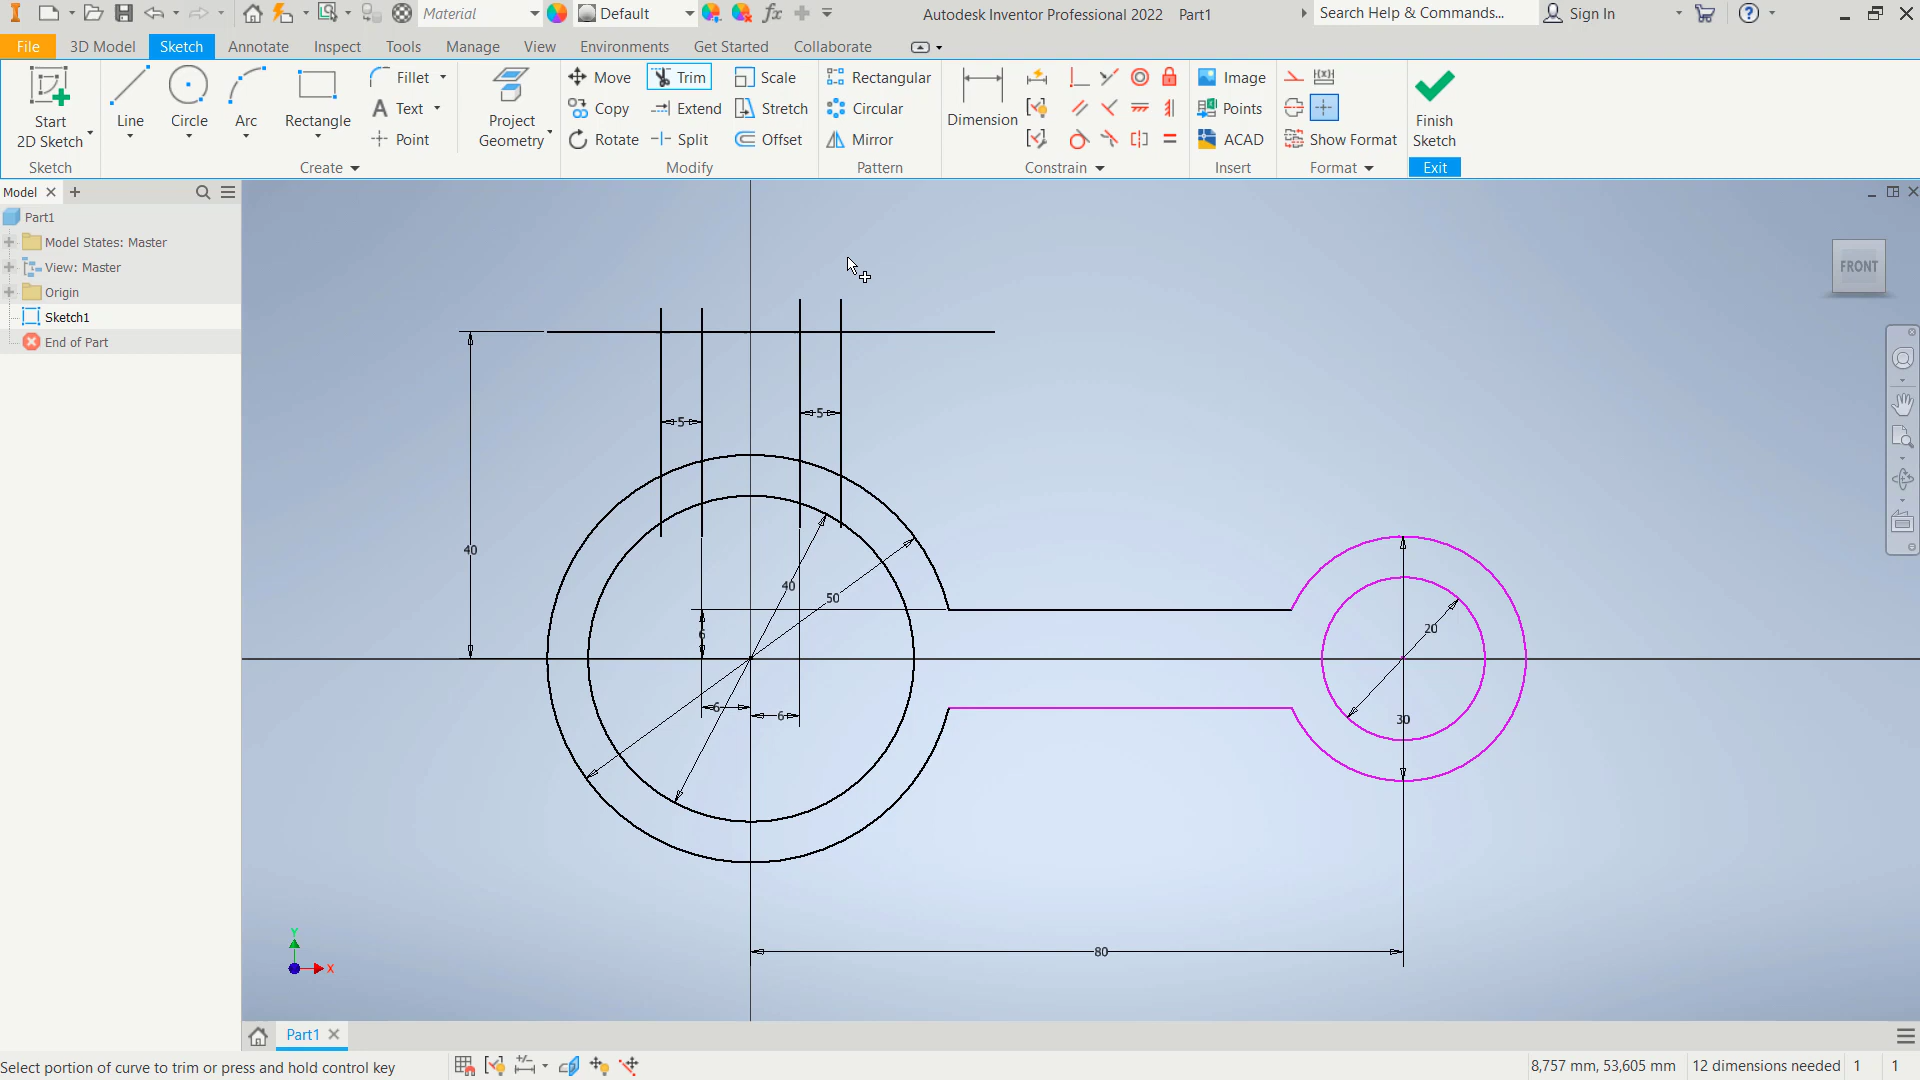 Material
Default
Autodesk Inventor Professional 2022 Part1
Search Help & Commands...
Sign In
File
3D Model
Sketch
Annotate
Inspect
Tools
Manage
View
Environments
Get Started
Collaborate
Start
2D Sketch
Line
Circle
Arc
Rectangle
Fillet
Text
Point
Project
Geometry
Move
Copy
Rotate
Trim
Extend
Split
Scale
Stretch
Offset
Rectangular
Circular
Mirror
Dimension
Image
Points
ACAD
Show Format
Finish
Sketch
Sketch
Create
Modify
Pattern
Constrain
Insert
Format
Exit
Model
Part1
Model States: Master
View: Master
Origin
Sketch1
End of Part
FRONT
5
5
40
40
50
6
6
6
20
30
80
Y
X
Part1
Select portion of curve to trim or press and hold control key
8,757 mm, 53,605 mm
12 dimensions needed
1
1